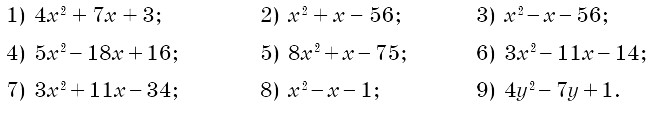 1) 4x² + 7x + 3; 2) x² + x – 56; 3) x² – x – 56;
4) 5x² – 18x + 16; 5) 8x² + x – 75; 6) 3x² – 11x – 14;
7) 3x² + 11x – 34; 8) x² – x – 1; 9) 4y² – 7y + 1.